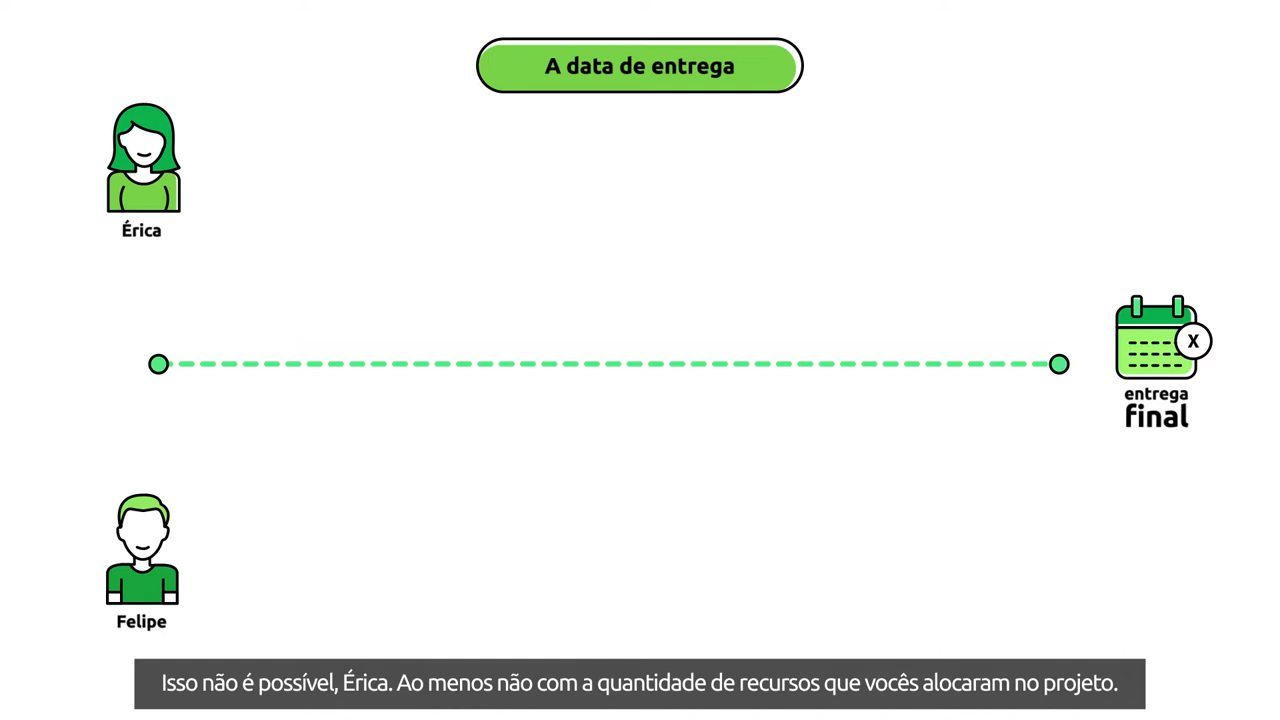 A data de entrega
Érica
X
entrega
final
Felipe
Isso não é possível, Érica. Ao menos não com a quantidade de recursos que vocês alocaram no projeto.